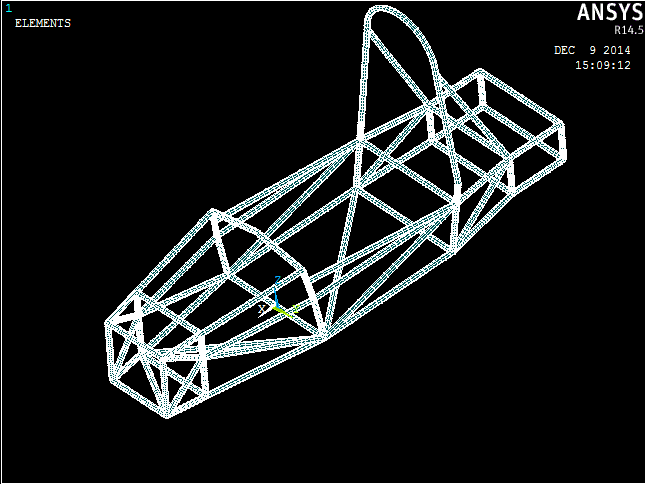 1
ELEMENTS
ANSYS
R14.5
DEC 9 2014
15:09:12
Z
X